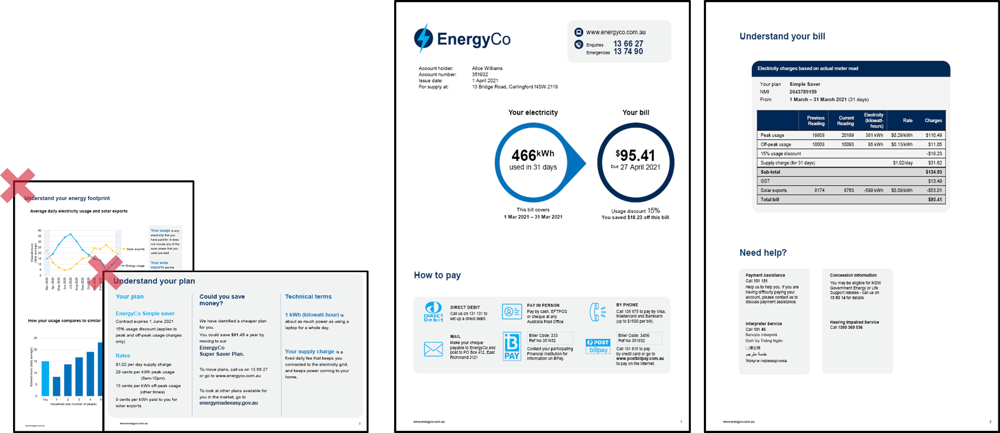 Understand your energy footprint
Average daily electricity usage and solar exports
Kilowatt-hours
(daily average)
40
35
30
25
20
15
10
5
0
Mar-2020
Apr-2020
May-2020
Jun-2020
Jul-2020
Aug-2020
Sep-2020
Oct-2020
Nov-2020
Solar exports
Energy usage
Your usage is any
electricity that you
have paid for. It does
not include any of the
solar power that you
used yourself.
Your solar
exports are the
How your usage compares to similar
Kilowatt-hours (daily average)
25
20
15
10
5
0
You 1 2 3 4 5
Household size (number of people)
www.energyco.com.au
Understand your plan
Your plan
EnergyCo Simple saver
Contract expires 1 June 2021
15% usage discount (applies to
peak and off-peak usage charges
only)
Rates
$1.02 per day supply charge
29 cents per kWh peak usage
(6am-10pm)
13 cents per kWh off-peak usage
(other times)
9 cents per kWh paid to you for
solar exports
Could you save
money?
We have identified a cheaper plan
for you.
You could save $81.45 a year by
moving to our
EnergyCo
Super Saver Plan.
To move plans, call us on 13 66 27
or go to www.energyco.com.au
To look at other plans available for
you in the market, go to
energymadeeasy.gov.au
Technical terms
1 kWh (kilowatt-hour) is
about as much power as using a
laptop for a whole day.
Your supply charge is a
fixed daily fee that keeps you
connected to the electricity grid,
and keeps power coming to your
home.
www.energyco.com.au
2
EnergyCo
www.energyco.com.au
Enquiries 13 66 27
Emergencies 13 74 90
Account holder: Alice Williams
Account number: 351932
Issue date: 1 April 2021
For supply at: 13 Bridge Road, Carlingford NSW 2118
Your electricity
466kWh
used in 31 days
This bill covers
1 Mar 2021 – 31 Mar 2021
Your bill
$95.41
Due 27 April 2021
Usage discount 15%
You saved $18.23 off this bill.
How to pay
DIRECT Debit
DIRECT DEBIT
Call us on 131 131 to
set up a direct debit.
PAY IN PERSON
Pay by cash, EFTPOS
or cheque at any
Australia Post Office
BY PHONE
Call 136 675 to pay by Visa,
Mastercard and Bankcard
(up to $1500 per bill).
MAIL
Make your cheque
payable to EnergyCo and
post to PO Box 412, East
Richmond 3121
B
PAY
Biller Code: 333
Ref No 351932
Contact your participating
Financial Institution for
Information on BPay.
POST
billpay
Biller Code: 3456
Ref No 351932
Call 131 816 to pay
by credit card or go to
www.postbillpay.com.au
to pay on the Internet.
www.energyco.com.au
1
Understand your bill
Electricity charges based on actual meter read
Your plan Simple Saver
NMI 2043789159
From 1 March – 31 March 2021 (31 days)
Previous Reading Current Reading Electricity (kilowatt-hours) Rate Charges
Peak usage 19808 20189 381 kWh $0.29/kWh $110.49
Off-peak usage 10008 10093 85 kWh $0.13/kWh $11.05
15% usage discount -$18.23
Supply charge (for 31 days) $1.02/day $31.62
Sub-total $134.93
GST $13.49
Solar exports 8174 8763 -589 kWh $0.09/kWh -$53.01
Total bill $95.41
Need help?
Payment Assistance
Call 131 131
Help us to help you. If you are
having difficulty paying your
account, please contact us to
discuss payment assistance.
Interpreter Service
Call 131 45
Servizio Interpreti
Dịch Vụ Thông Ngôn
خدمة مترجم
Услуги переводчика
Concession Information
You may be eligible for NSW
Government Energy or Life
Support rebates - call us on
13 83 14 for details
Hearing Impaired Service
Call 1300 368 536
www.energyco.com.au
2